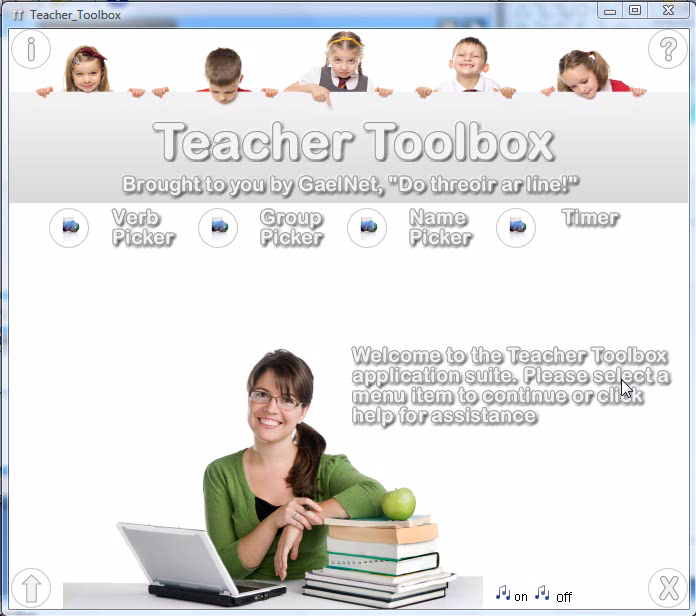 Teacher_Toolbox
i
?
Teacher Toolbox
Brought to you by GaelNet, "Do threoir ar líne!"
Verb Picker
Group Picker
Name Picker
Timer
Welcome to the Teacher Toolbox
application suite. Please select a
menu item to continue or click
help for assistance
on off
X